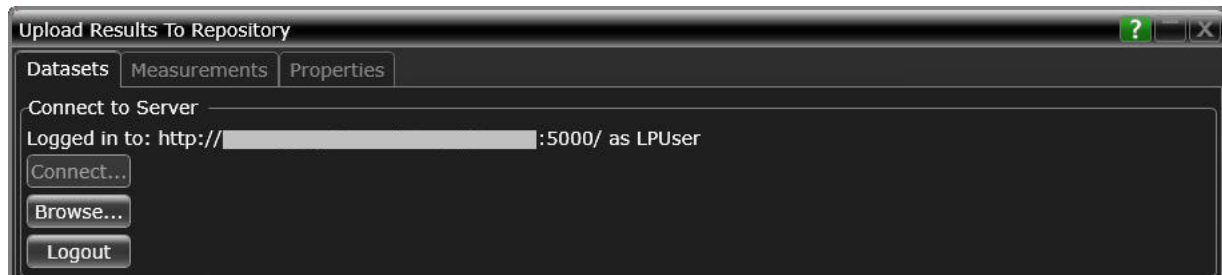 Upload Results To Repository ?
Datasets Measurements Properties
Connect to Server
Logged in to: http:// :5000/ as LPUser
Connect...
Browse...
Logout